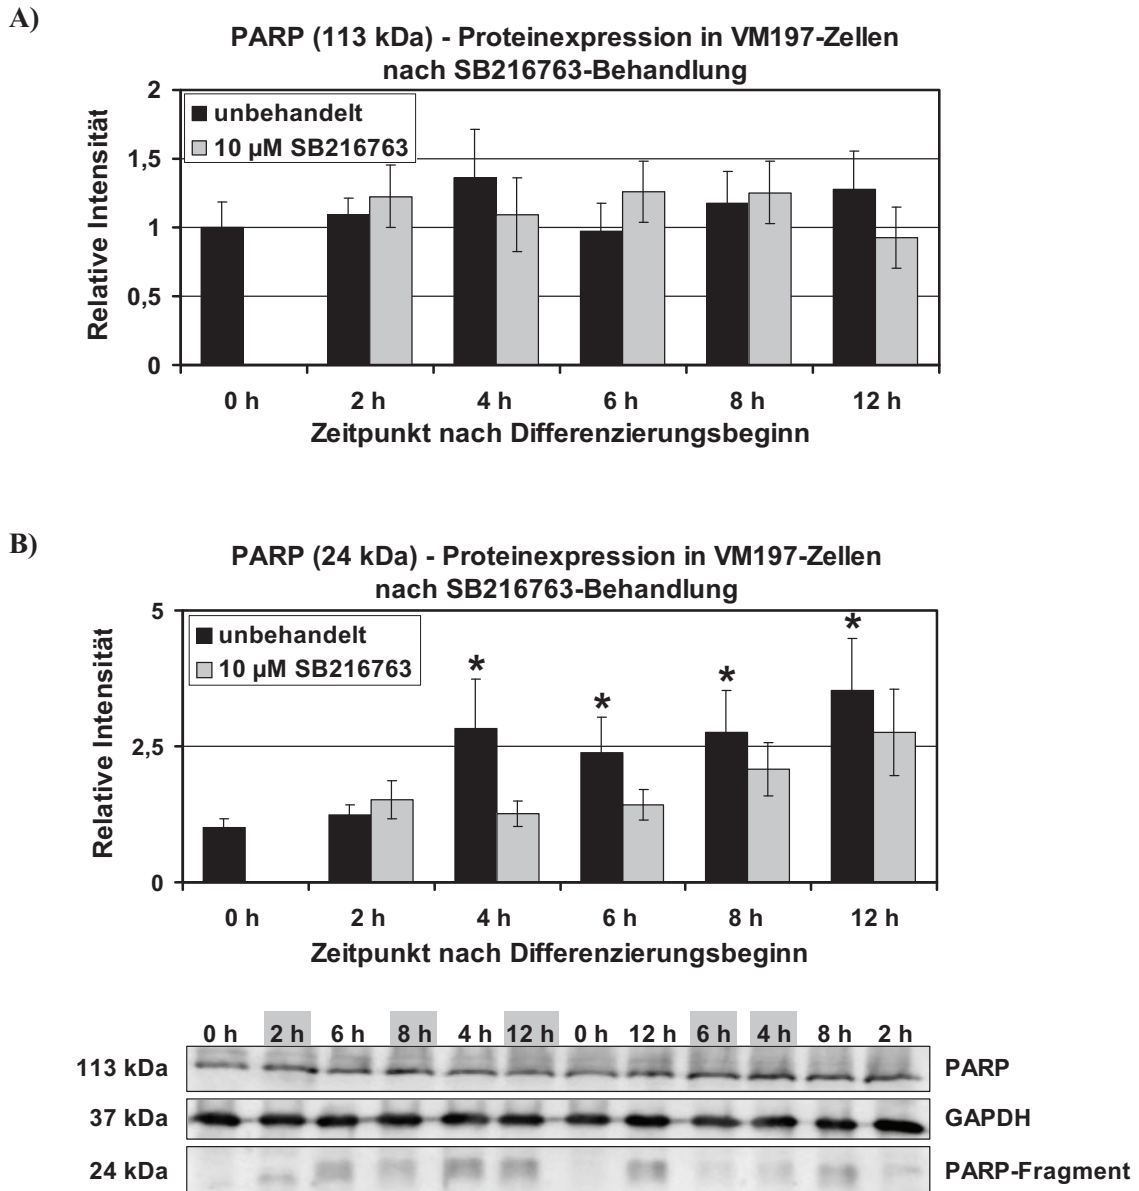 A)
PARP (113 kDa) - Proteinexpression in VM197-Zellen
nach SB216763-Behandlung
2
1,5
1
0,5
0
Relative Intensität
unbehandelt
10 µM SB216763
0 h 2 h 4 h 6 h 8 h 12 h
Zeitpunkt nach Differenzierungsbeginn
B)
PARP (24 kDa) - Proteinexpression in VM197-Zellen
nach SB216763-Behandlung
5
2,5
0
Relative Intensität
unbehandelt
10 µM SB216763
* * * *
0 h 2 h 4 h 6 h 8 h 12 h
Zeitpunkt nach Differenzierungsbeginn
0 h 2 h 6 h 8 h 4 h 12 h 0 h 12 h 6 h 4 h 8 h 2 h
113 kDa PARP
37 kDa GAPDH
24 kDa PARP-Fragment